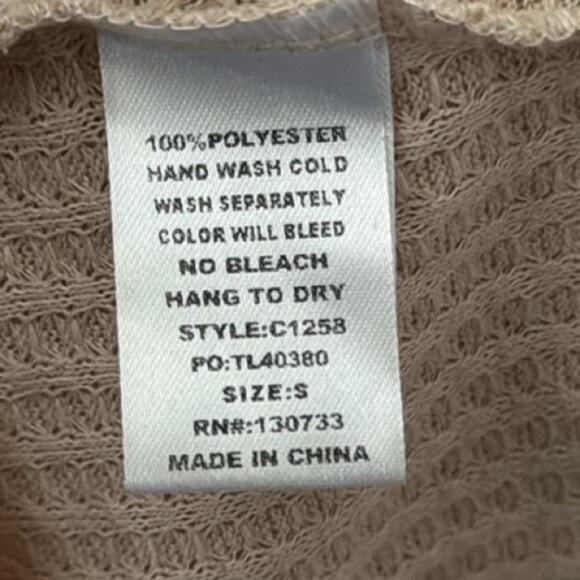 100%POLYESTER
HAND WASH COLD
WASH SEPARATELY
COLOR WILL BLEED
NO BLEACH
HANG TO DRY
STYLE:C1258
PO:TL40380
SIZE:S
RN#:130733
MADE IN CHINA